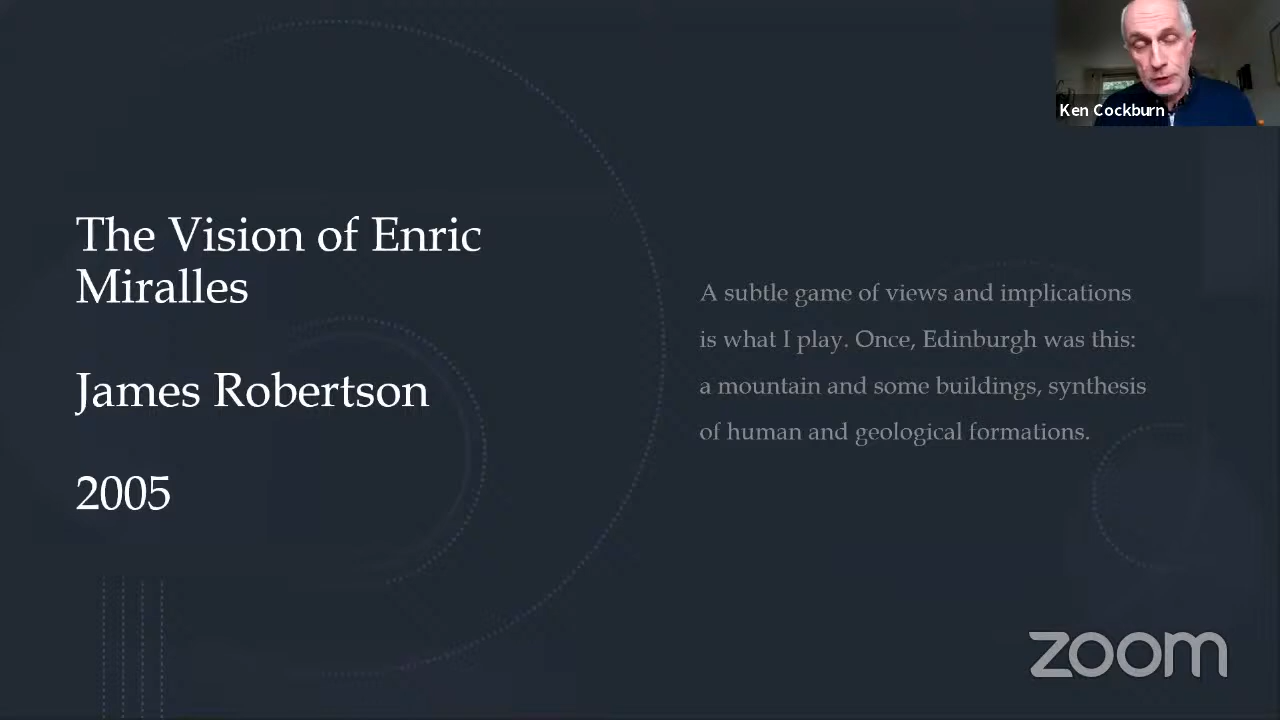 Ken Cockburn
The Vision of Enric
Miralles
James Robertson
2005
A subtle game of views and implications
is what I play. Once, Edinburgh was this:
a mountain and some buildings, synthesis
of human and geological formations.
zoom